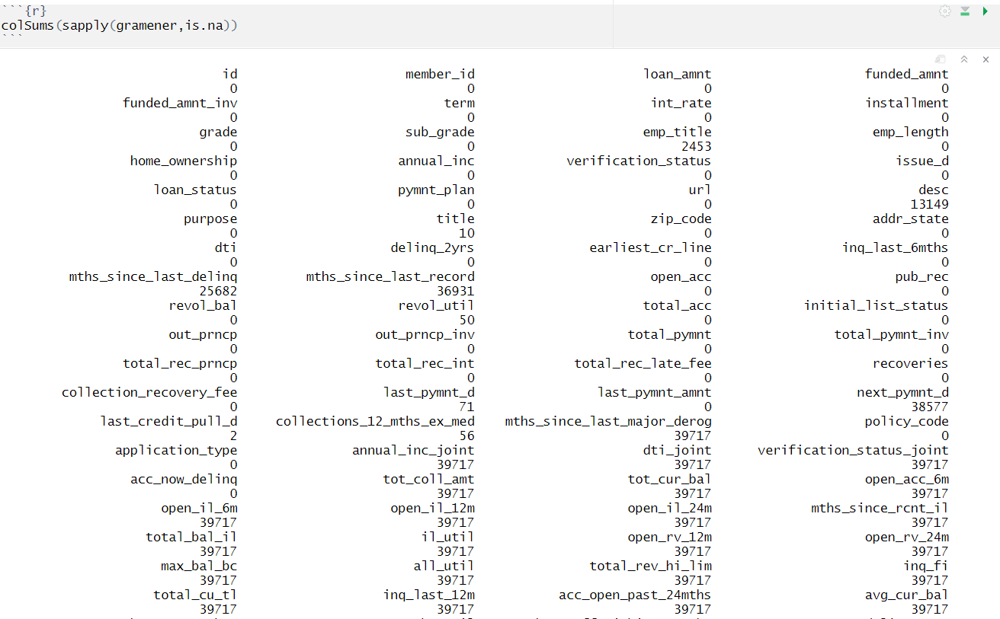 ```{r}
colSums(sapply(gramener,is.na))
```
id member_id loan_amnt funded_amnt
0 0 0 0
funded_amnt_inv term int_rate installment
0 0 0 0
grade sub_grade emp_title emp_length
0 0 2453 0
home_ownership annual_inc verification_status issue_d
0 0 0 0
loan_status pymnt_plan url desc
0 0 0 13149
purpose title zip_code addr_state
0 10 0 0
dti delinq_2yrs earliest_cr_line inq_last_6mths
0 0 0 0
mths_since_last_delinq mths_since_last_record open_acc pub_rec
25682 36931 0 0
revol_bal revol_util total_acc initial_list_status
0 50 0 0
out_prncp out_prncp_inv total_pymnt total_pymnt_inv
0 0 0 0
total_rec_prncp total_rec_int total_rec_late_fee recoveries
0 0 0 0
collection_recovery_fee last_pymnt_d last_pymnt_amnt next_pymnt_d
0 71 0 38577
last_credit_pull_d collections_12_mths_ex_med mths_since_last_major_derog policy_code
2 56 39717 0
application_type annual_inc_joint dti_joint verification_status_joint
0 39717 39717 39717
acc_now_delinq tot_coll_amt tot_cur_bal open_acc_6m
0 39717 39717 39717
open_il_6m open_il_12m open_il_24m mths_since_rcnt_il
39717 39717 39717 39717
total_bal_il il_util open_rv_12m open_rv_24m
39717 39717 39717 39717
max_bal_bc all_util total_rev_hi_lim inq_fi
39717 39717 39717 39717
total_cu_tl inq_last_12m acc_open_past_24mths avg_cur_bal
39717 39717 39717 39717